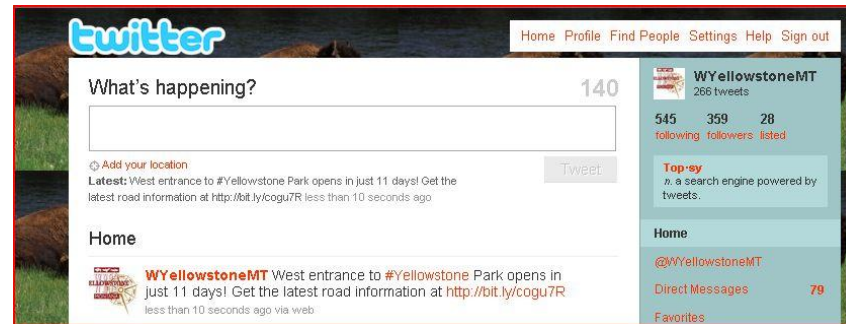 twitter
Home Profile Find People Settings Help Sign out
What's happening?
140
Add your location
Tweet
Latest: West entrance to #Yellowstone Park opens in just 11 days! Get the
latest road information at http://bit.ly/cogu7R less than 10 seconds ago
Home
WYellowstoneMT West entrance to #Yellowstone Park opens in
just 11 days! Get the latest road information at http://bit.ly/cogu7R
less than 10 seconds ago via web
WYellowstoneMT
266 tweets
545 359 28
following followers listed
Top·sy
n. a search engine powered by
tweets.
Home
@WYellowstoneMT
Direct Messages 79
Favorites